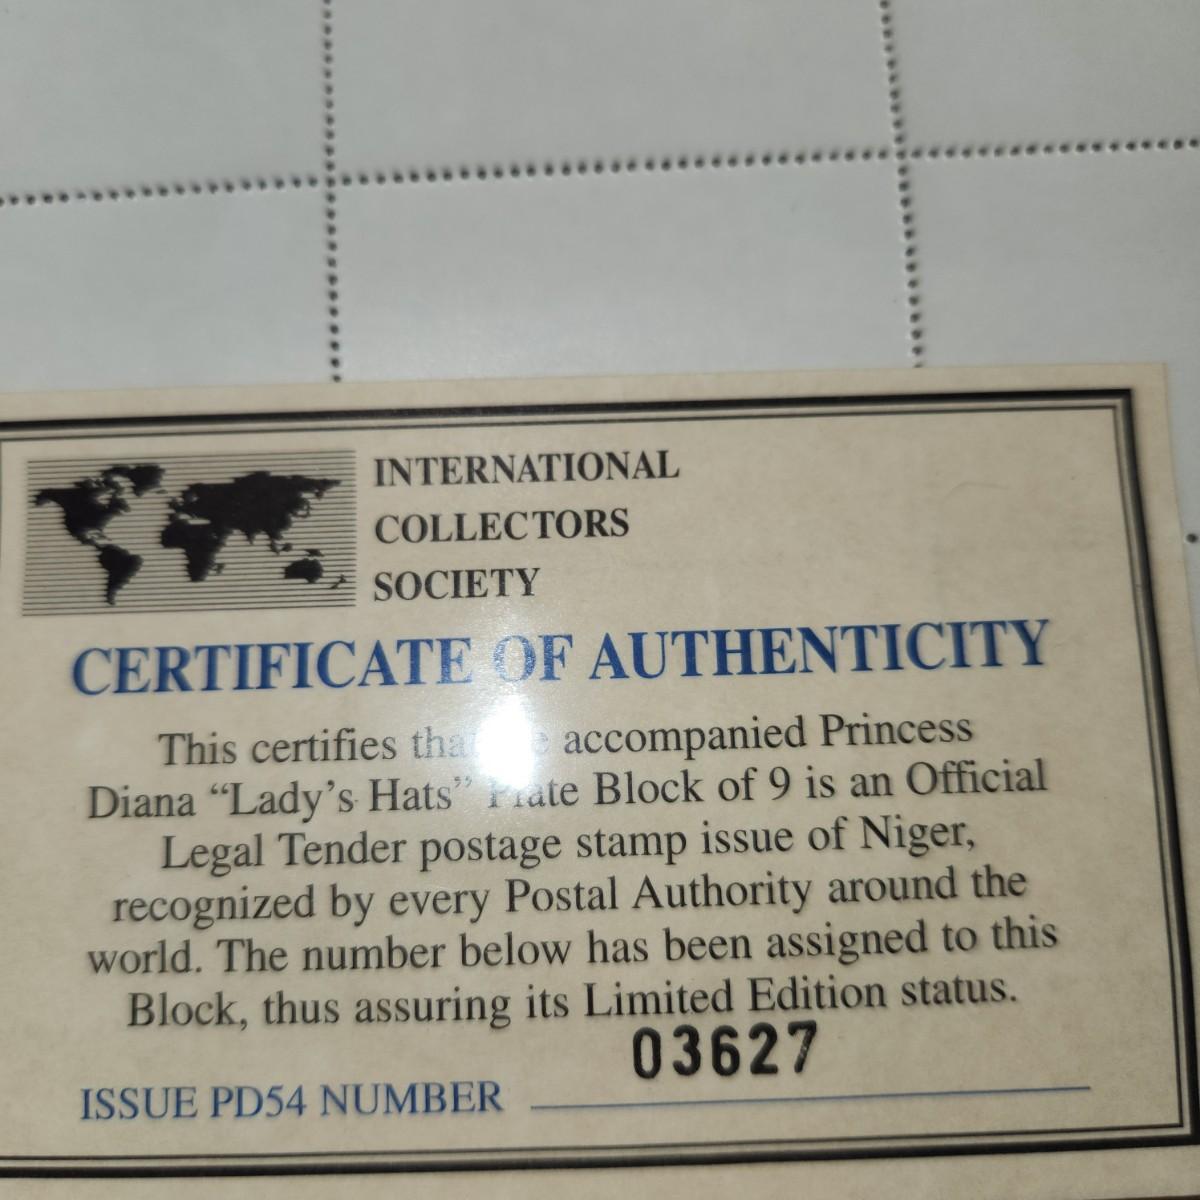 INTERNATIONAL
COLLECTORS
SOCIETY
CERTIFICATE OF AUTHENTICITY
This certifies that the accompanied Princess
Diana “Lady’s Hats” Plate Block of 9 is an Official
Legal Tender postage stamp issue of Niger,
recognized by every Postal Authority around the
world. The number below has been assigned to this
Block, thus assuring its Limited Edition status.
03627
ISSUE PD54 NUMBER